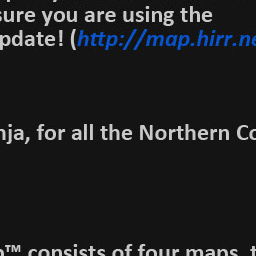 sure you are using the
pdate! (http://map.hirr.ne
nja, for all the Northern Co
™ consists of four maps, t